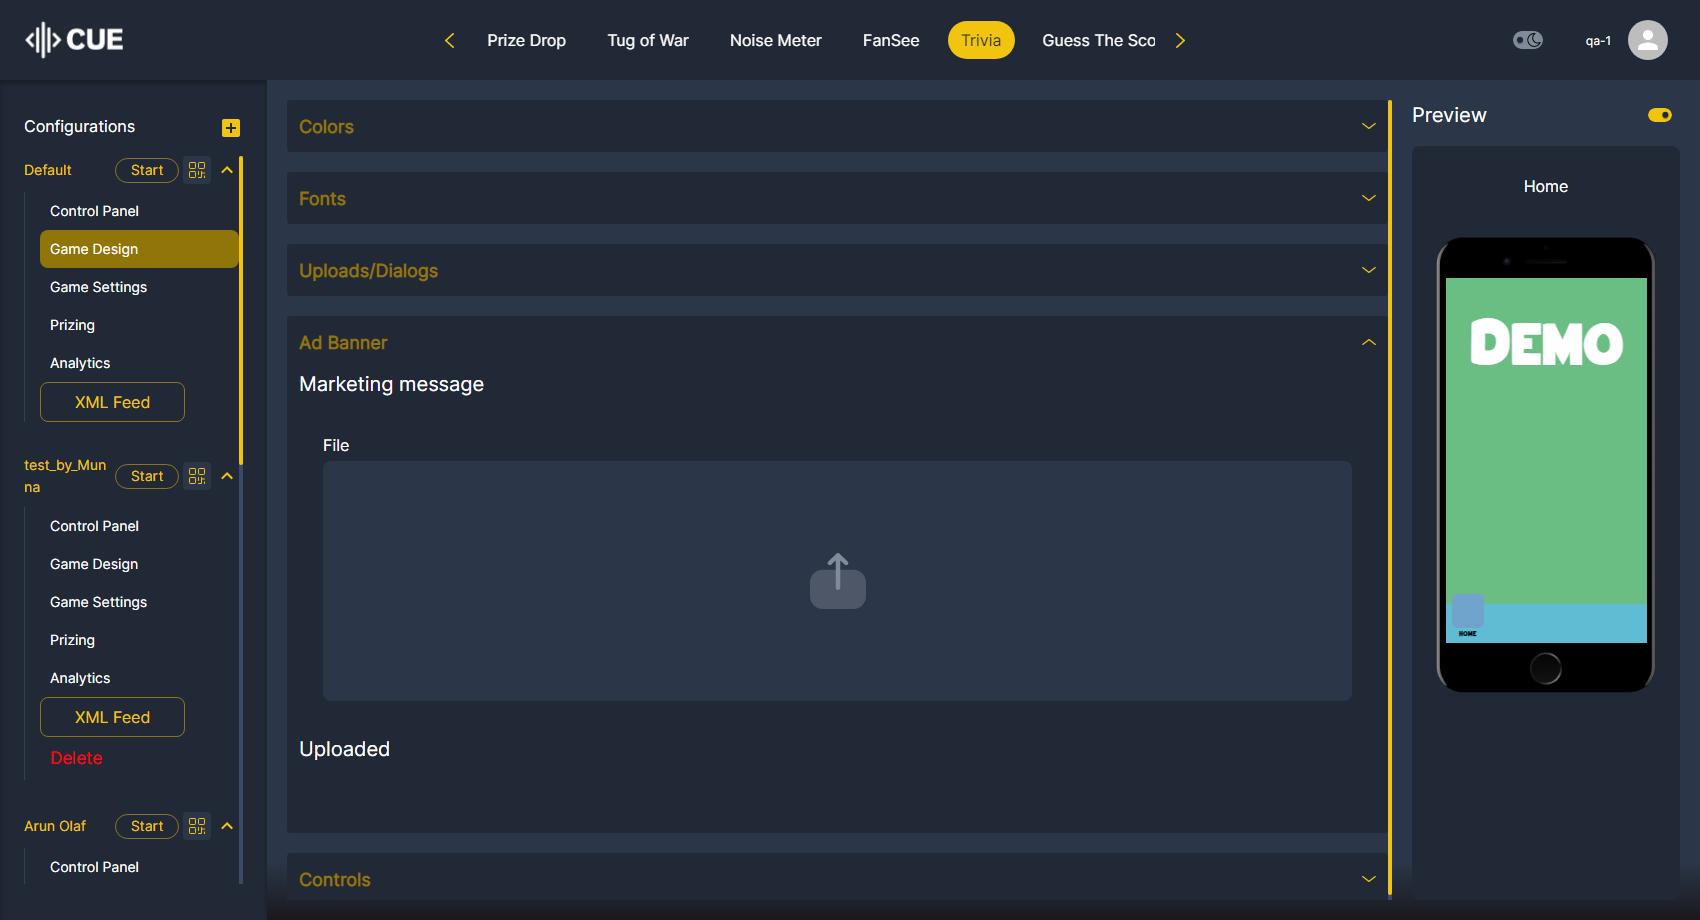 CUE
Prize Drop
Tug of War
Noise Meter
FanSee
Trivia
Guess The Sco
qa-1
Configurations
Default
Start
Control Panel
Game Design
Game Settings
Prizing
Analytics
XML Feed
test_by_Mun
na
Start
Control Panel
Game Design
Game Settings
Prizing
Analytics
XML Feed
Delete
Arun Olaf
Start
Control Panel
Colors
Fonts
Uploads/Dialogs
Ad Banner
Marketing message
File
Uploaded
Controls
Preview
Home
DEMO
HOME